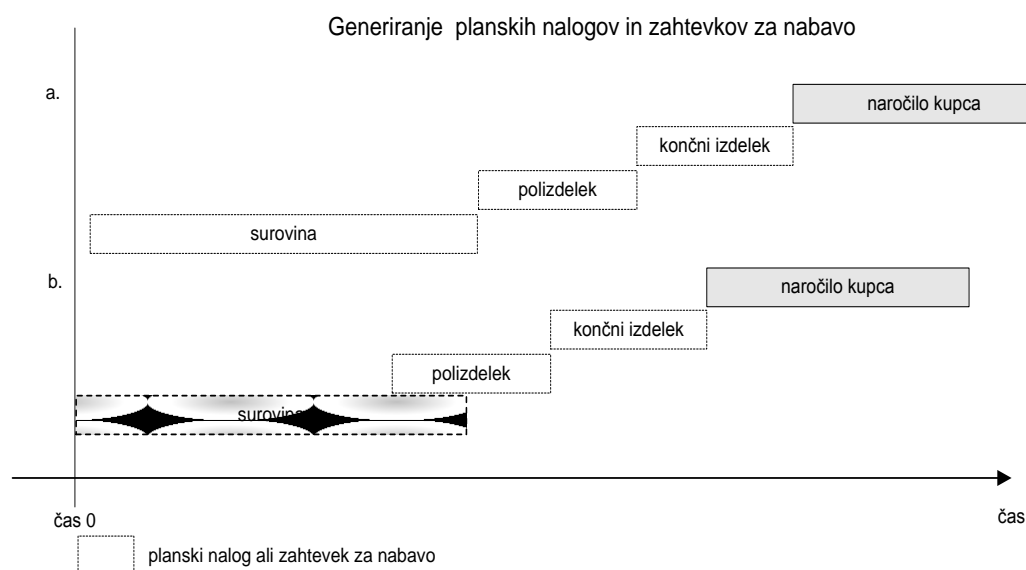 Generiranje planskih nalogov in zahtevkov za nabavo
a.
naročilo kupca
končni izdelek
polizdelek
surovina
b.
naročilo kupca
končni izdelek
polizdelek
surovina
čas 0
čas
planski nalog ali zahtevek za nabavo